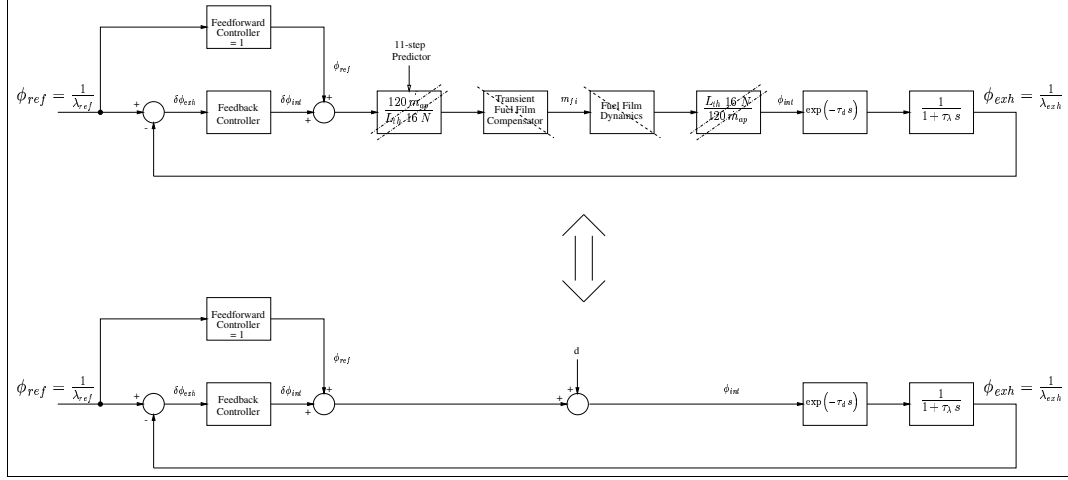 Feedforward
Controller
= 1
11-step
Predictor
ϕ_ref
ϕ_ref = 1/λ_ref
+
-
δϕ_exh
Feedback
Controller
δϕ_int
+
+
120 m_ap / L_th 16 N
Transient
Fuel Film
Compensator
m_fi
Fuel Film
Dynamics
L_th 16 N / 120 m_ap
ϕ_int
exp(-τ_d s)
1 / 1 + τ_λ s
ϕ_exh = 1/λ_exh
Feedforward
Controller
= 1
ϕ_ref
d
ϕ_ref = 1/λ_ref
+
-
δϕ_exh
Feedback
Controller
δϕ_int
+
+
+
+
ϕ_int
exp(-τ_d s)
1 / 1 + τ_λ s
ϕ_exh = 1/λ_exh